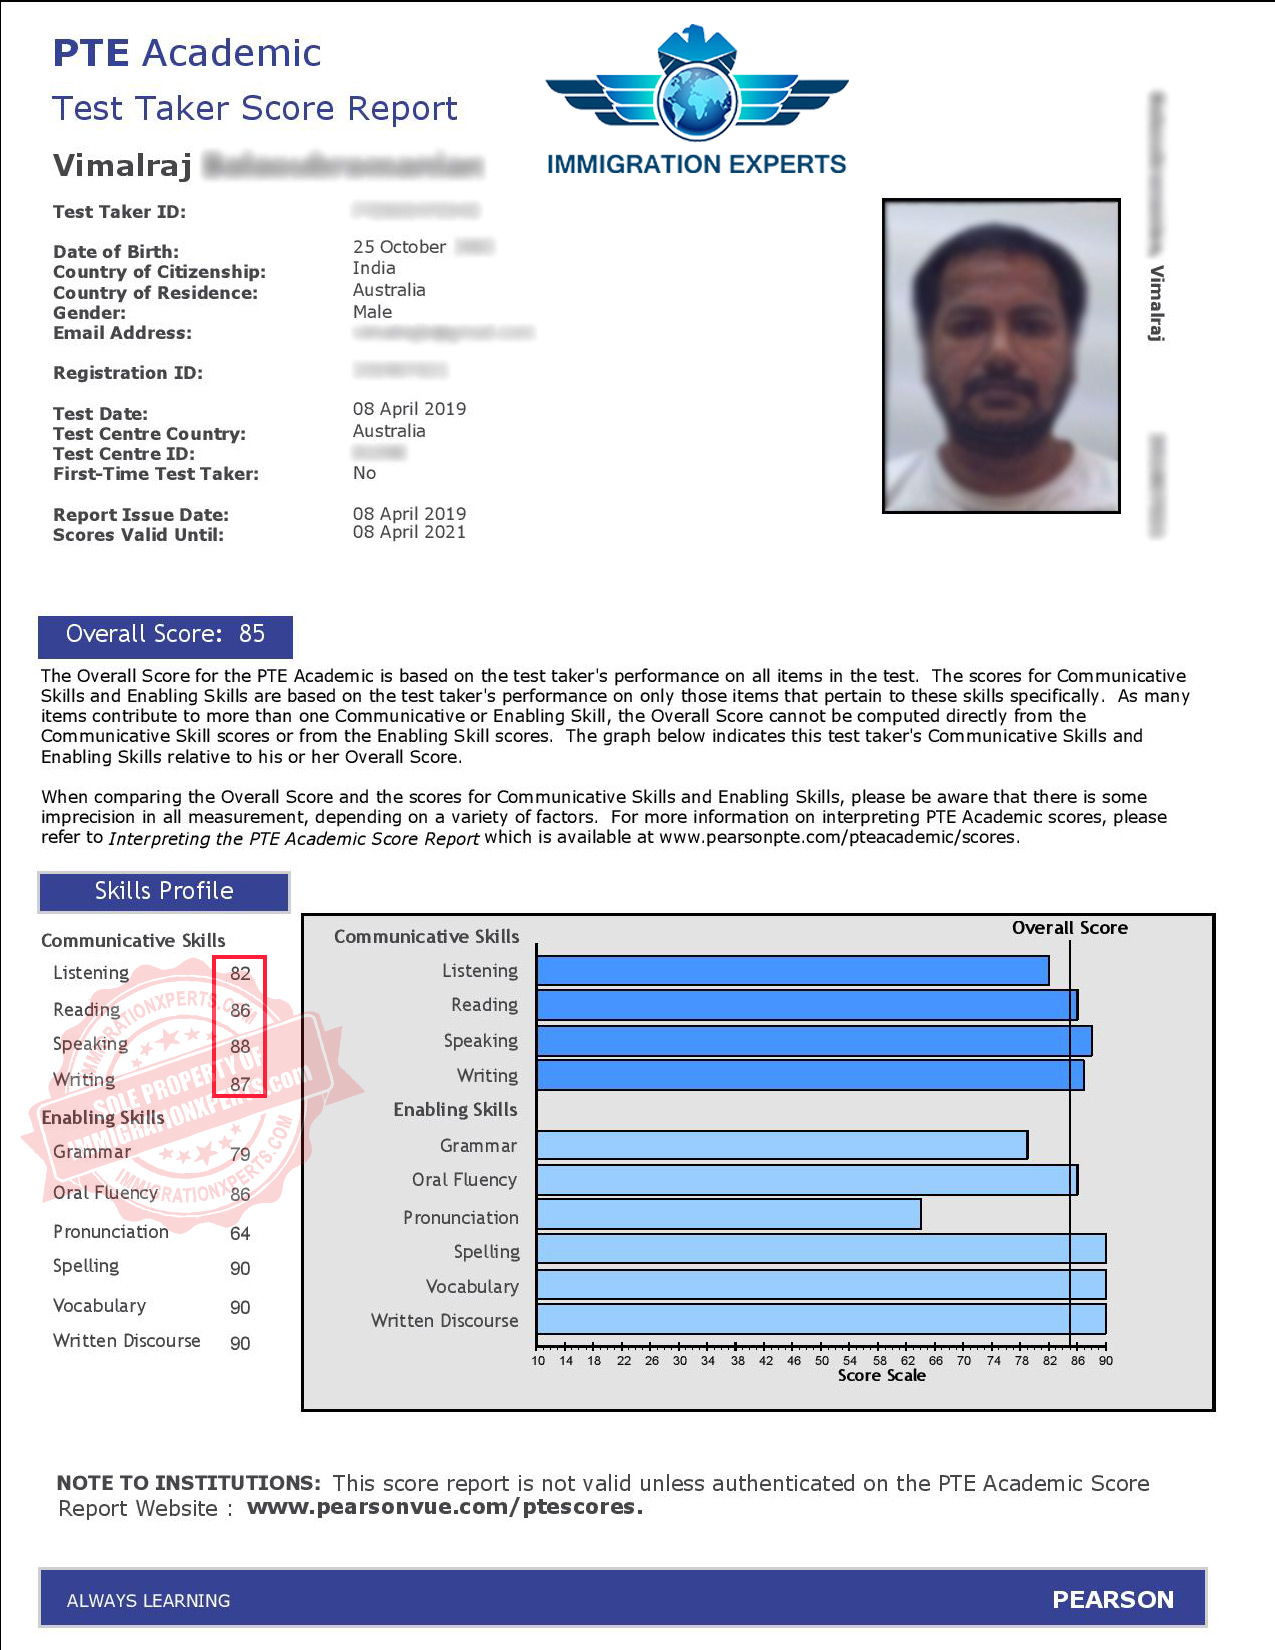 PTE Academic
Test Taker Score Report
IMMIGRATION EXPERTS
Vimalraj
Vimalraj
Test Taker ID:
Date of Birth: 25 October
Country of Citizenship: India
Country of Residence: Australia
Gender: Male
Email Address:
Registration ID:
Test Date: 08 April 2019
Test Centre Country: Australia
Test Centre ID:
First-Time Test Taker: No
Report Issue Date: 08 April 2019
Scores Valid Until: 08 April 2021
Overall Score: 85
The Overall Score for the PTE Academic is based on the test taker's performance on all items in the test. The scores for Communicative
Skills and Enabling Skills are based on the test taker's performance on only those items that pertain to these skills specifically. As many
items contribute to more than one Communicative or Enabling Skill, the Overall Score cannot be computed directly from the
Communicative Skill scores or from the Enabling Skill scores. The graph below indicates this test taker's Communicative Skills and
Enabling Skills relative to his or her Overall Score.
When comparing the Overall Score and the scores for Communicative Skills and Enabling Skills, please be aware that there is some
imprecision in all measurement, depending on a variety of factors. For more information on interpreting PTE Academic scores, please
refer to Interpreting the PTE Academic Score Report which is available at www.pearsonpte.com/pteacademic/scores.
Skills Profile
Communicative Skills
Listening 82
Reading 86
Speaking 88
Writing 87
Enabling Skills
Grammar 79
Oral Fluency 86
Pronunciation 64
Spelling 90
Vocabulary 90
Written Discourse 90
IMMIGRATIONXPERTS.COM
SOLE PROPERTY OF
IMMIGRATIONXPERTS.com
IMMIGRATIONXPERTS.COM
Overall Score
Communicative Skills
Listening
Reading
Speaking
Writing
Enabling Skills
Grammar
Oral Fluency
Pronunciation
Spelling
Vocabulary
Written Discourse
10 14 18 22 26 30 34 38 42 46 50 54 58 62 66 70 74 78 82 86 90
Score Scale
NOTE TO INSTITUTIONS: This score report is not valid unless authenticated on the PTE Academic Score
Report Website : www.pearsonvue.com/ptescores.
ALWAYS LEARNING
PEARSON